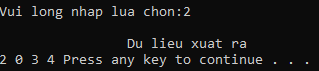 Vui long nhap lua chon:2
Du lieu xuat ra
2 0 3 4 Press any key to continue . . .